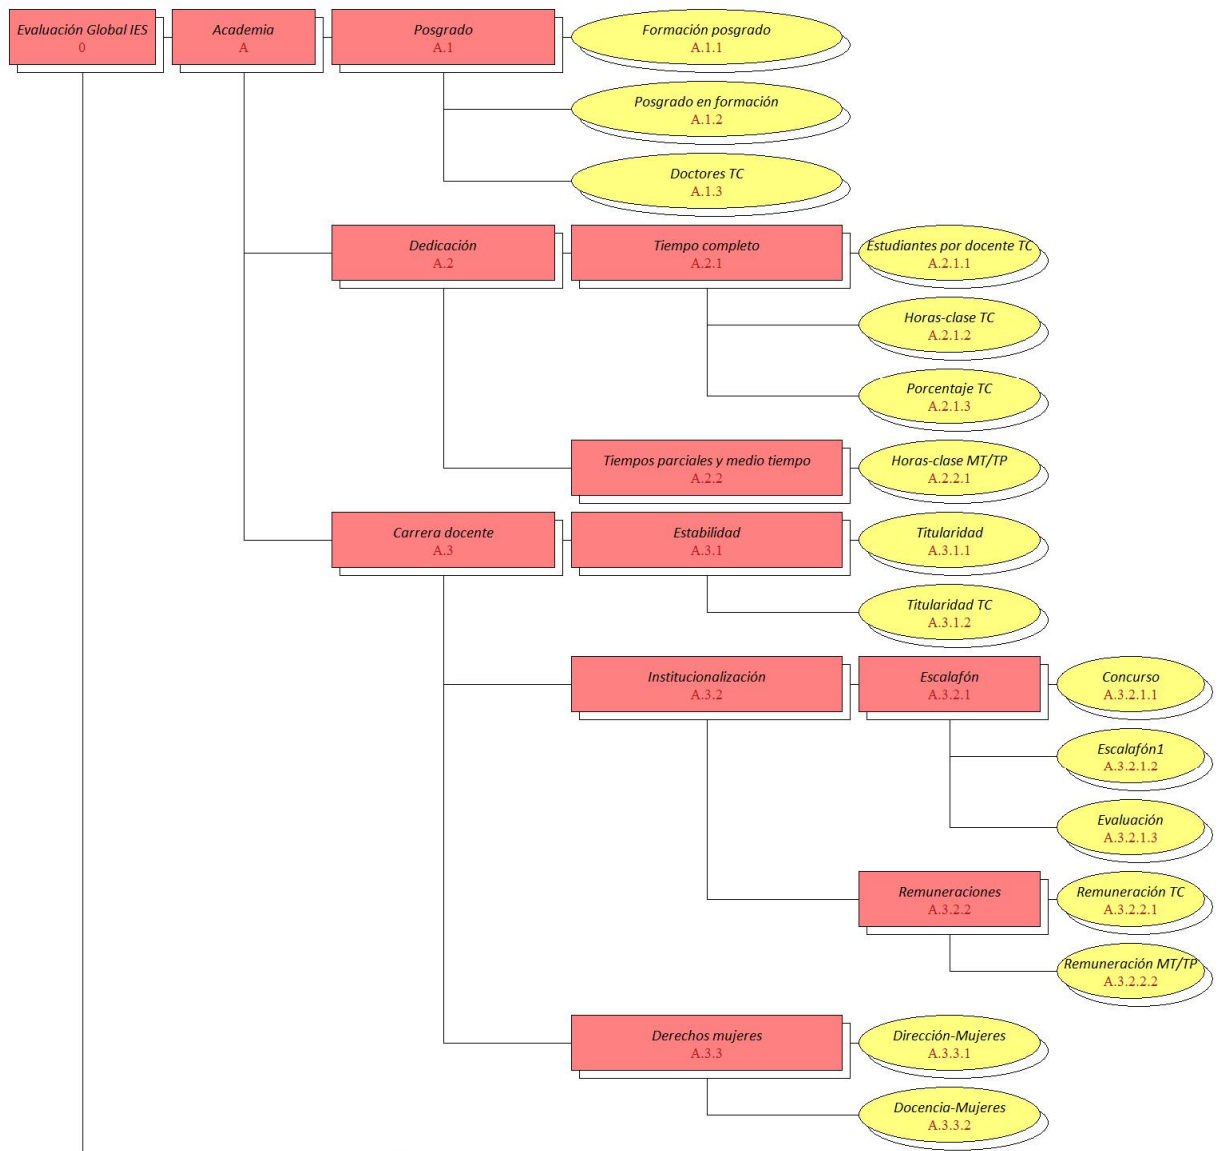 Evaluación Global IES
0
Academia
A
Posgrado
A.1
Formación posgrado
A.1.1
Posgrado en formación
A.1.2
Doctores TC
A.1.3
Dedicación
A.2
Tiempo completo
A.2.1
Estudiantes por docente TC
A.2.1.1
Horas-clase TC
A.2.1.2
Porcentaje TC
A.2.1.3
Tiempos parciales y medio tiempo
A.2.2
Horas-clase MT/TP
A.2.2.1
Carrera docente
A.3
Estabilidad
A.3.1
Titularidad
A.3.1.1
Titularidad TC
A.3.1.2
Institucionalización
A.3.2
Escalafón
A.3.2.1
Concurso
A.3.2.1.1
Escalafón1
A.3.2.1.2
Evaluación
A.3.2.1.3
Remuneraciones
A.3.2.2
Remuneración TC
A.3.2.2.1
Remuneración MT/TP
A.3.2.2.2
Derechos mujeres
A.3.3
Dirección-Mujeres
A.3.3.1
Docencia-Mujeres
A.3.3.2